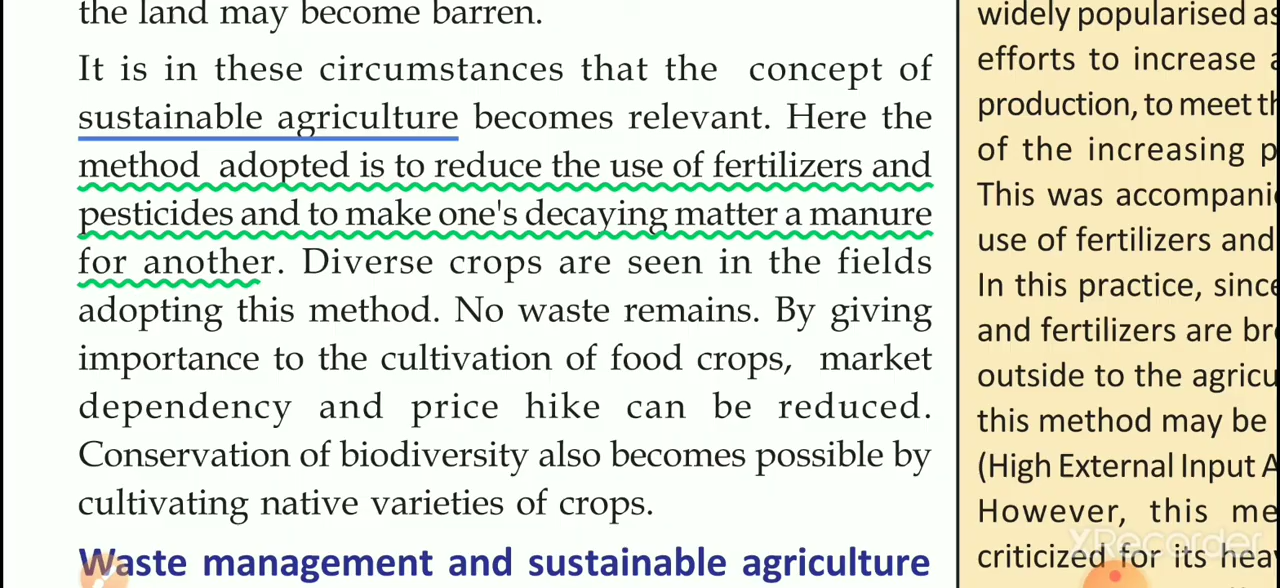 the land may become barren.
It is in these circumstances that the concept of
sustainable agriculture becomes relevant. Here the
method adopted is to reduce the use of fertilizers and
pesticides and to make one's decaying matter a manure
for another. Diverse crops are seen in the fields
adopting this method. No waste remains. By giving
importance to the cultivation of food crops, market
dependency and price hike can be reduced.
Conservation of biodiversity also becomes possible by
cultivating native varieties of crops.
Waste management and sustainable agriculture
widely popularised as
efforts to increase
production, to meet
of the increasing
This was
use of fertilizers and
In this practice, since
and fertilizers are
outside to the
this method may be
(High External Input
However, this
criticized for its
XRecorder